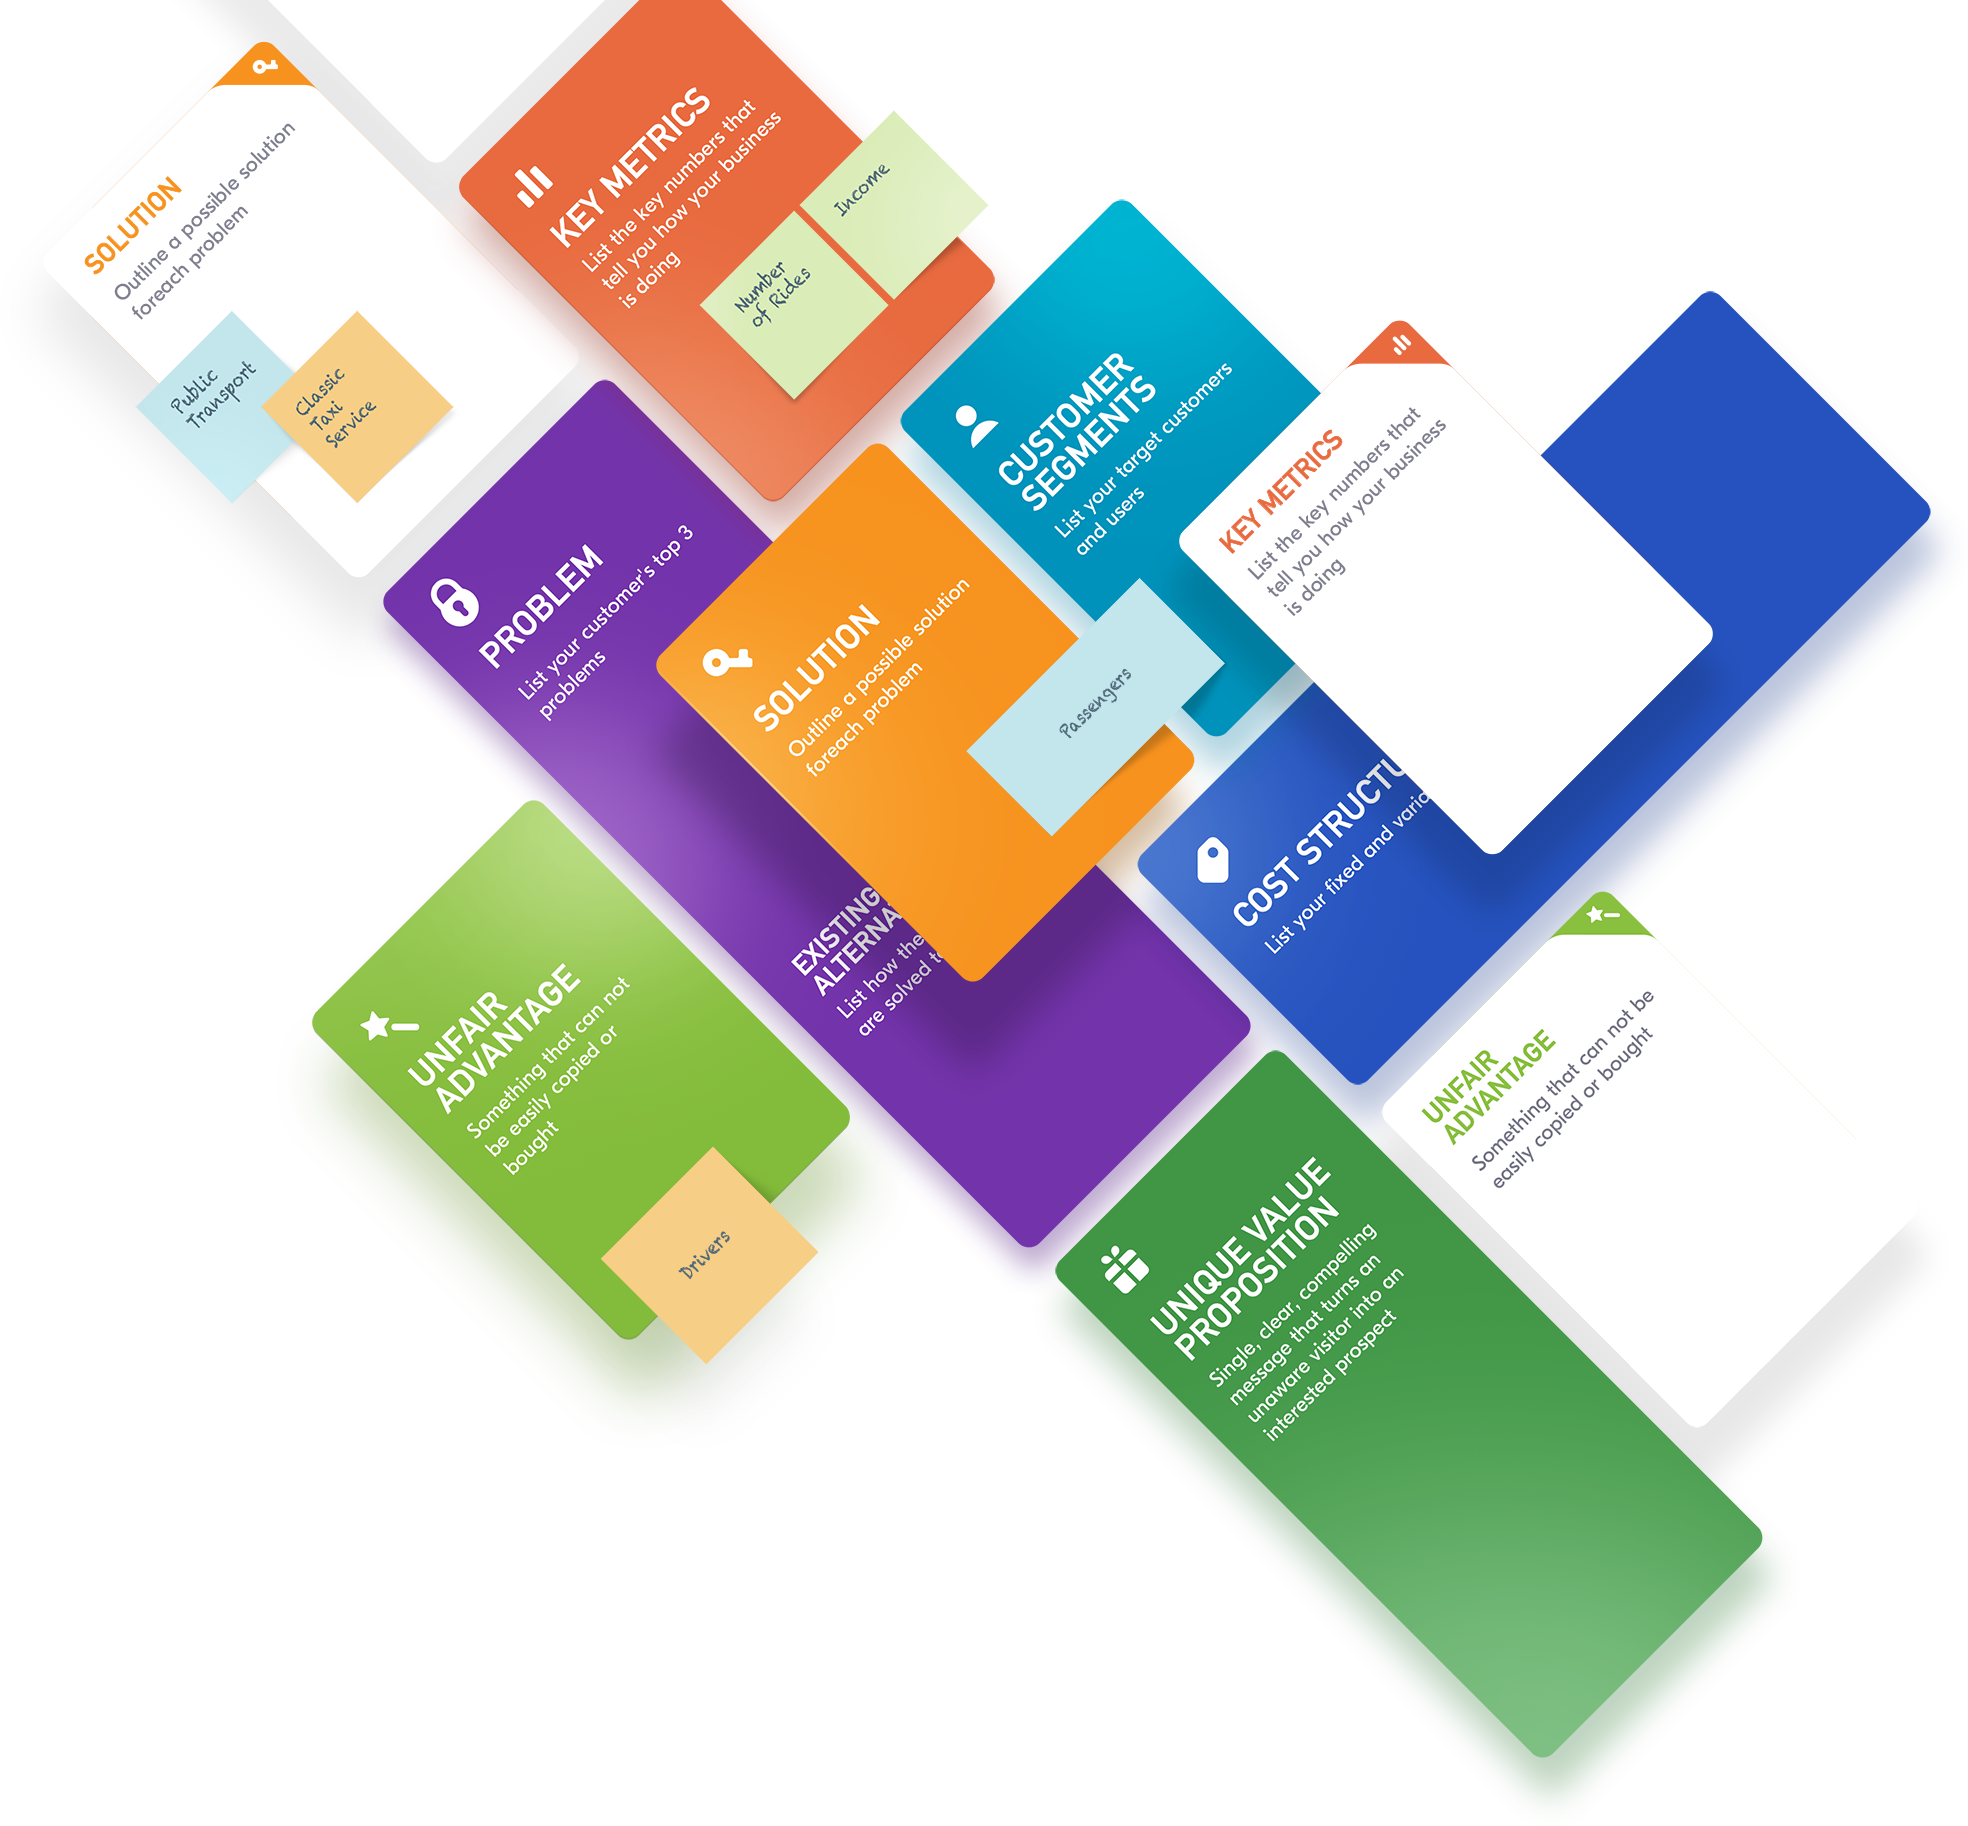 SOLUTION
Outline a possible solution
foreach problem
Public
Transport
Classic
Taxi
Service
KEY METRICS
List the key numbers that
tell you how your business
is doing
Number
of Rides
Income
CUSTOMER
SEGMENTS
List your target customers
and users
KEY METRICS
List the key numbers that
tell you how your business
is doing
PROBLEM
List your customer's top 3
problems
SOLUTION
Outline a possible solution
foreach problem
Passengers
EXISTING
List how the
are solved
COST
List your fixed and
UNFAIR
ADVANTAGE
Something that can not
be easily copied or
bought
Drivers
UNFAIR
ADVANTAGE
Something that can not be
easily copied or bought
UNIQUE VALUE
PROPOSITION
Single, clear, compelling
message that turns an
unaware visitor into an
interested prospect